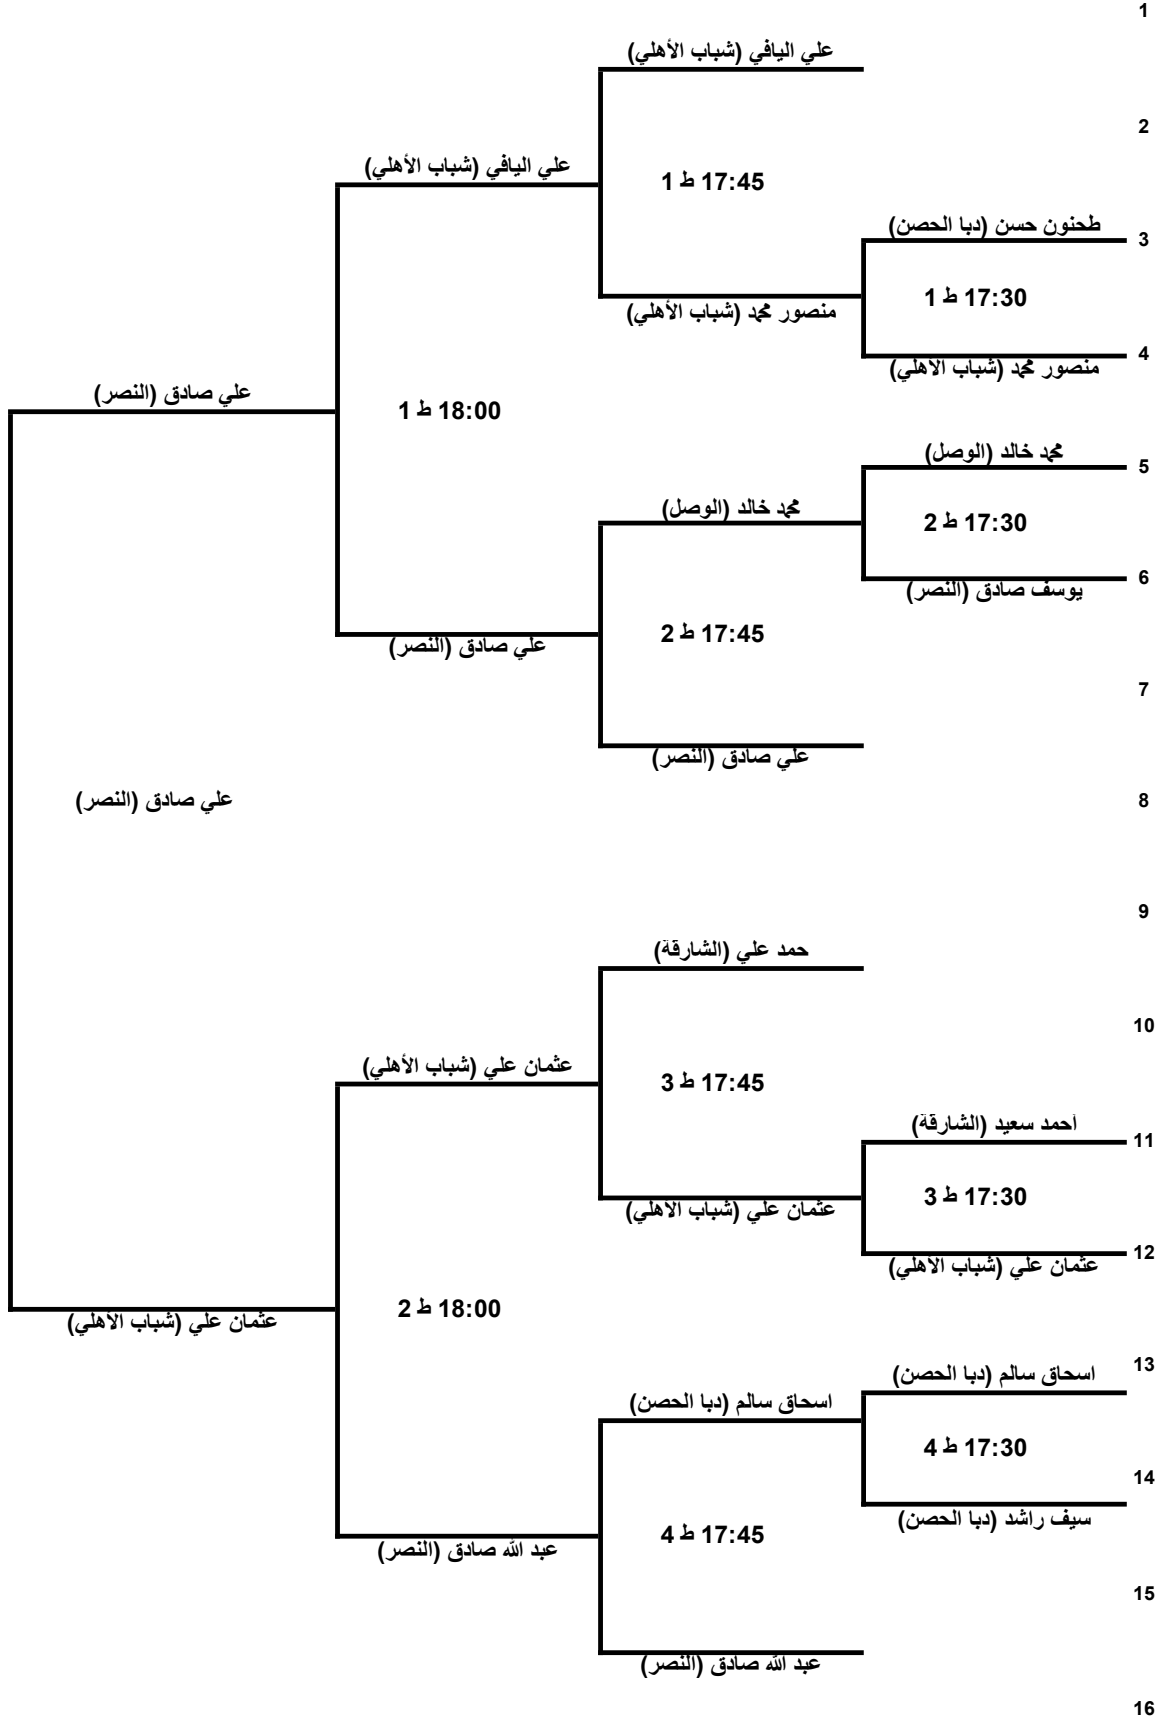 1
علي اليافي (شباب الأهلي)
2
علي اليافي (شباب الأهلي)
17:45 ط 1
طحنون حسن (دبا الحصن)
3
17:30 ط 1
منصور محمد (شباب الأهلي)
4
منصور محمد (شباب الأهلي)
علي صادق (النصر)
18:00 ط 1
محمد خالد (الوصل)
5
محمد خالد (الوصل)
17:30 ط 2
6
يوسف صادق (النصر)
17:45 ط 2
علي صادق (النصر)
7
علي صادق (النصر)
علي صادق (النصر)
8
9
حمد علي (الشارقة)
10
عثمان علي (شباب الأهلي)
17:45 ط 3
أحمد سعيد (الشارقة)
11
17:30 ط 3
عثمان علي (شباب الأهلي)
12
عثمان علي (شباب الأهلي)
18:00 ط 2
عثمان علي (شباب الأهلي)
13
اسحاق سالم (دبا الحصن)
اسحاق سالم (دبا الحصن)
17:30 ط 4
14
سيف راشد (دبا الحصن)
17:45 ط 4
عبد الله صادق (النصر)
15
عبد الله صادق (النصر)
16